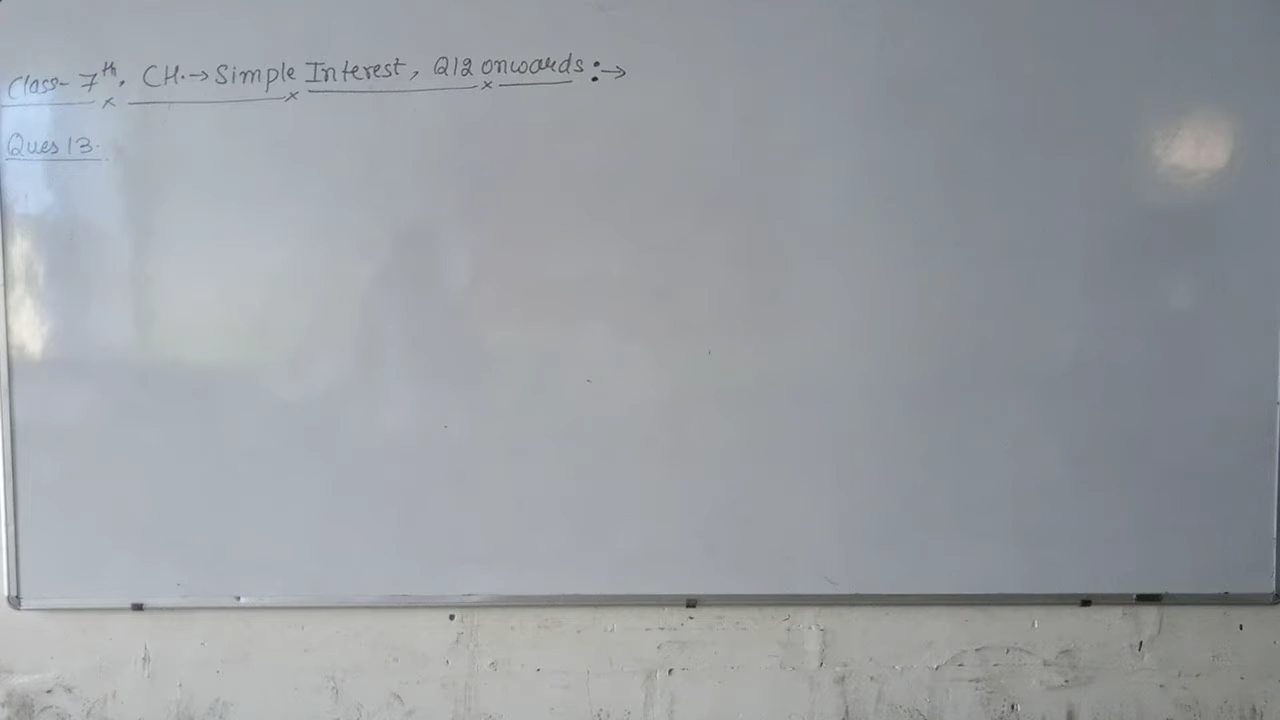 Class- 7th, CH.→Simple Interest, Q12 onwards:→
Ques 13.